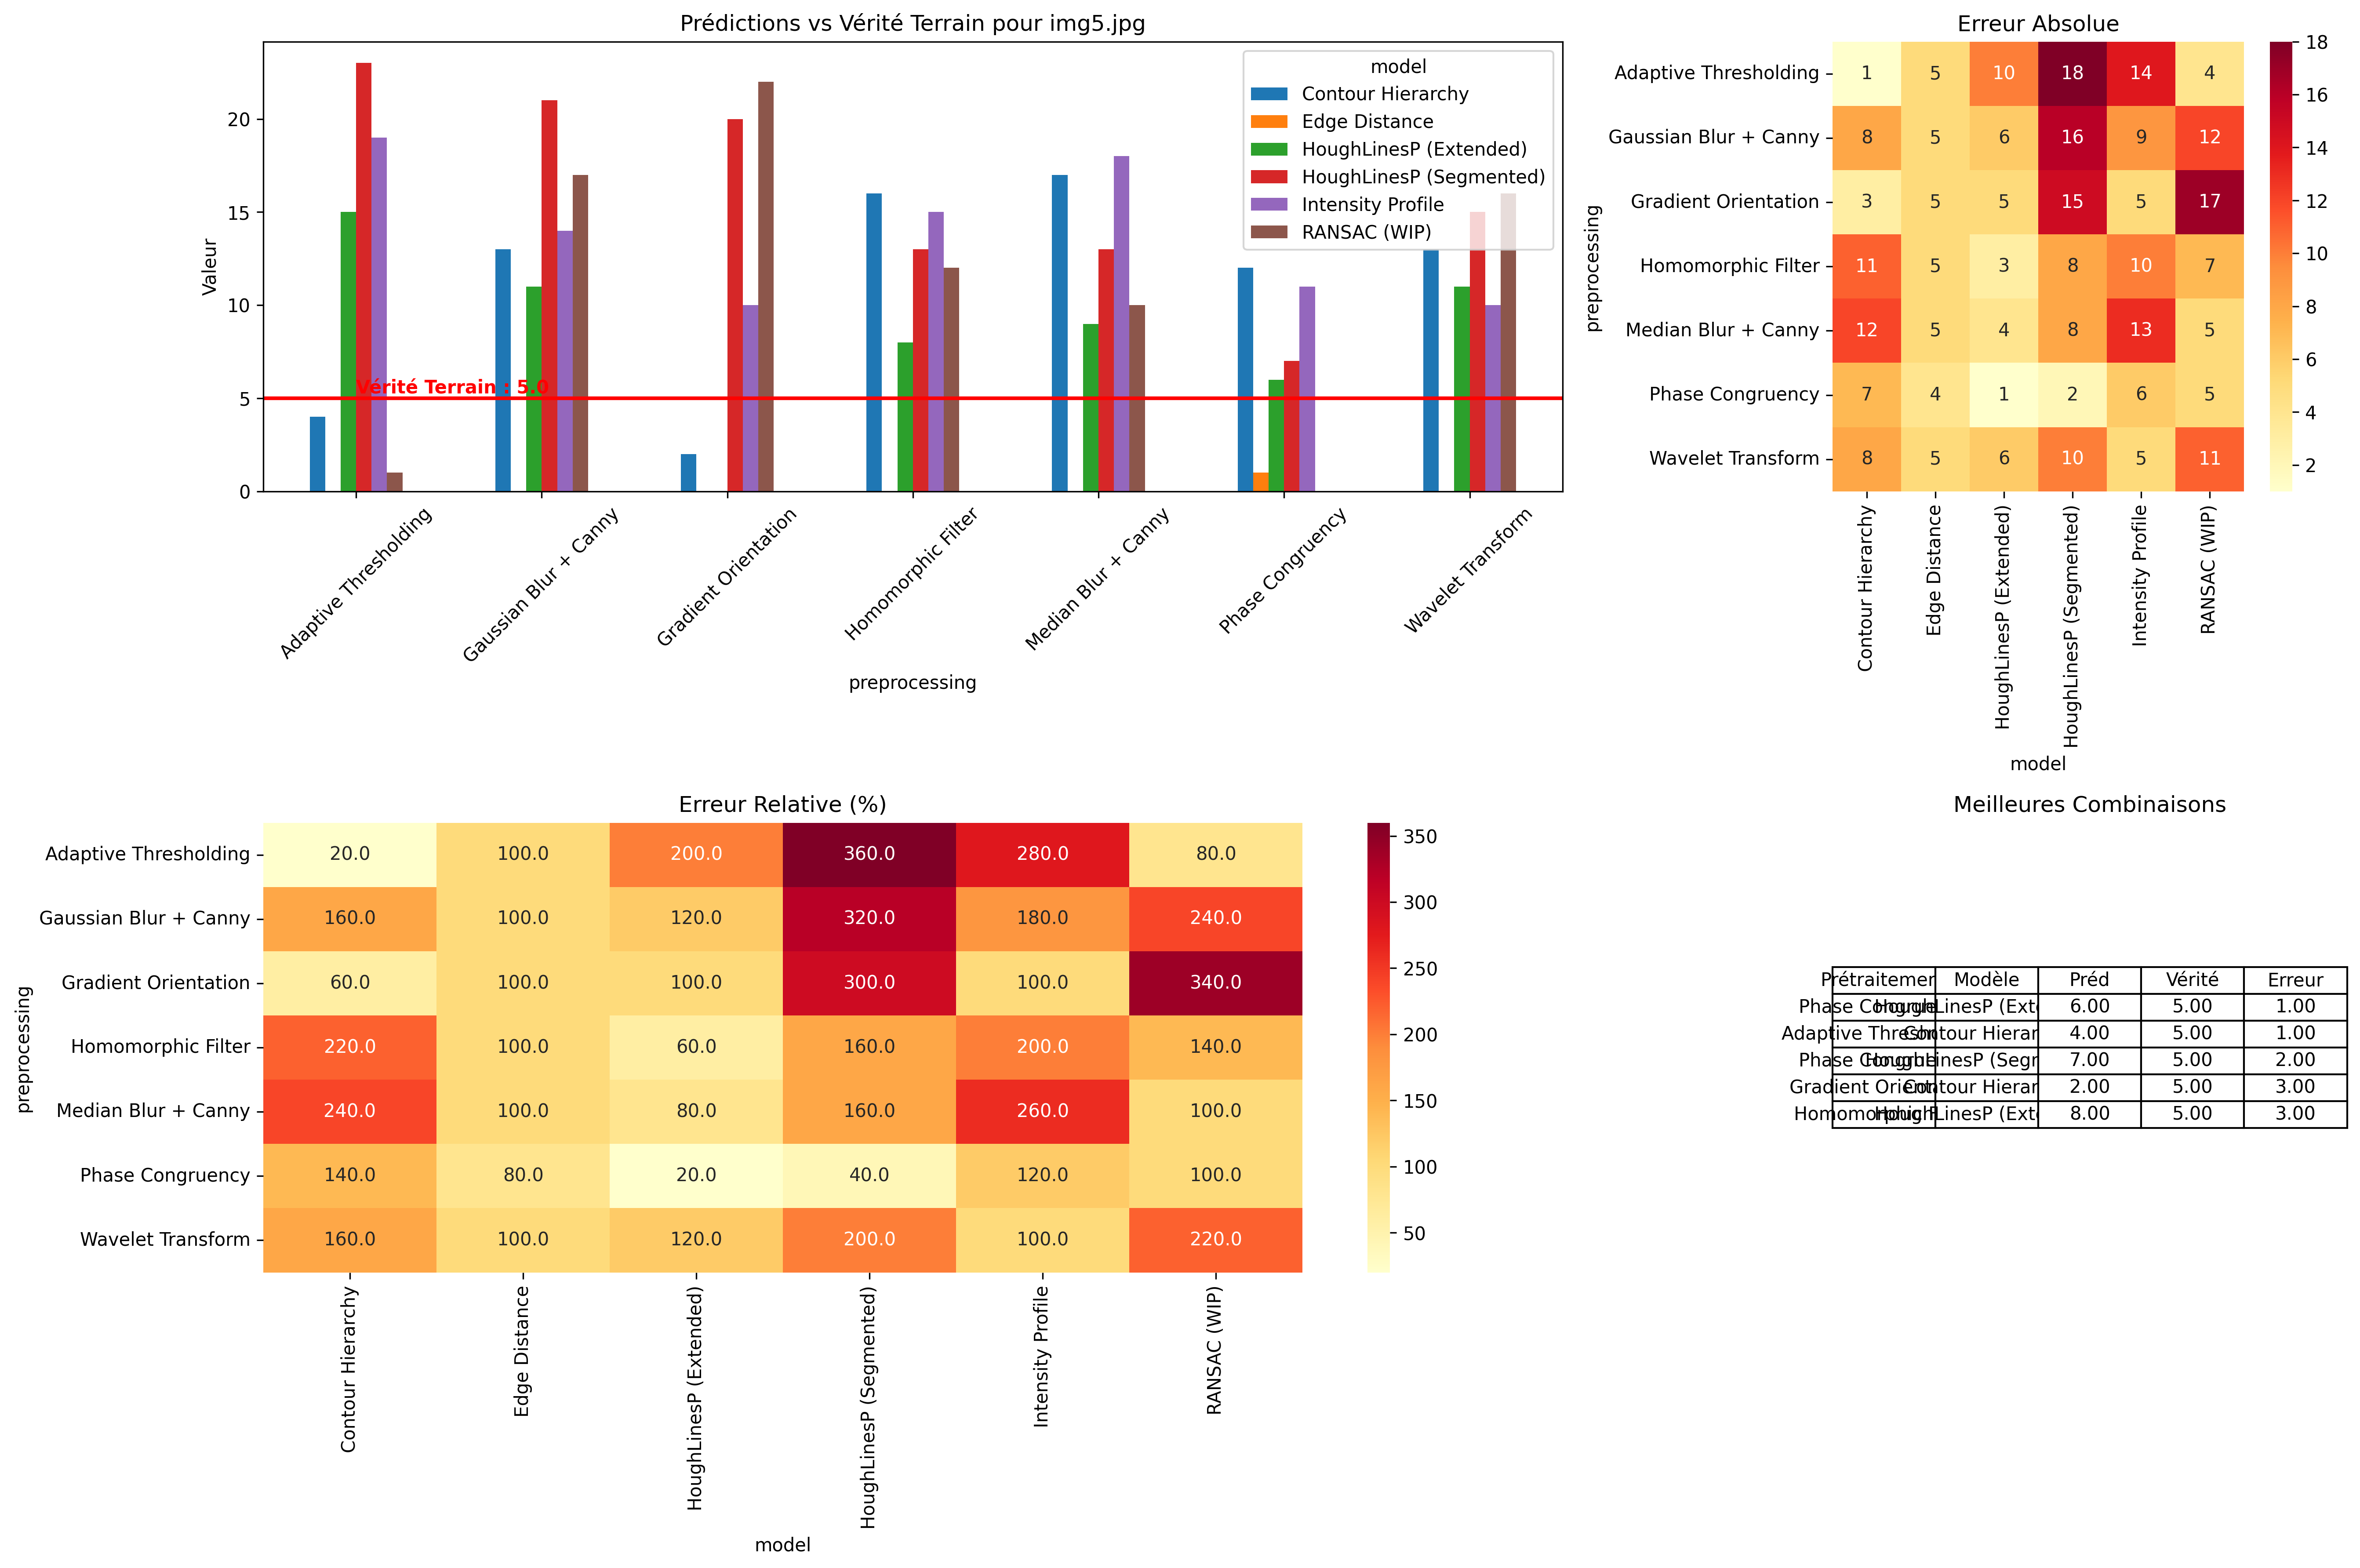 Prédictions vs Vérité Terrain pour img5.jpg
Valeur
20
15
10
5
0
Vérité Terrain : 5.0
model
Contour Hierarchy
Edge Distance
HoughLinesP (Extended)
HoughLinesP (Segmented)
Intensity Profile
RANSAC (WIP)
Adaptive Thresholding
Gaussian Blur + Canny
Gradient Orientation
Homomorphic Filter
Median Blur + Canny
Phase Congruency
Wavelet Transform
preprocessing
Erreur Absolue
preprocessing
Adaptive Thresholding 1 5 10 18 14 4
Gaussian Blur + Canny 8 5 6 16 9 12
Gradient Orientation 3 5 5 15 5 17
Homomorphic Filter 11 5 3 8 10 7
Median Blur + Canny 12 5 4 8 13 5
Phase Congruency 7 4 1 2 6 5
Wavelet Transform 8 5 6 10 5 11
18
16
14
12
10
8
6
4
2
Contour Hierarchy
Edge Distance
HoughLinesP (Extended)
HoughLinesP (Segmented)
Intensity Profile
RANSAC (WIP)
model
Erreur Relative (%)
preprocessing
Adaptive Thresholding 20.0 100.0 200.0 360.0 280.0 80.0
Gaussian Blur + Canny 160.0 100.0 120.0 320.0 180.0 240.0
Gradient Orientation 60.0 100.0 100.0 300.0 100.0 340.0
Homomorphic Filter 220.0 100.0 60.0 160.0 200.0 140.0
Median Blur + Canny 240.0 100.0 80.0 160.0 260.0 100.0
Phase Congruency 140.0 80.0 20.0 40.0 120.0 100.0
Wavelet Transform 160.0 100.0 120.0 200.0 100.0 220.0
350
300
250
200
150
100
50
Contour Hierarchy
Edge Distance
HoughLinesP (Extended)
HoughLinesP (Segmented)
Intensity Profile
RANSAC (WIP)
model
Meilleures Combinaisons
Prétraitemen Modèle Préd Vérité Erreur
Phase 6.00 5.00 1.00
Adaptive 4.00 5.00 1.00
Phase 7.00 5.00 2.00
Gradient 2.00 5.00 3.00
8.00 5.00 3.00